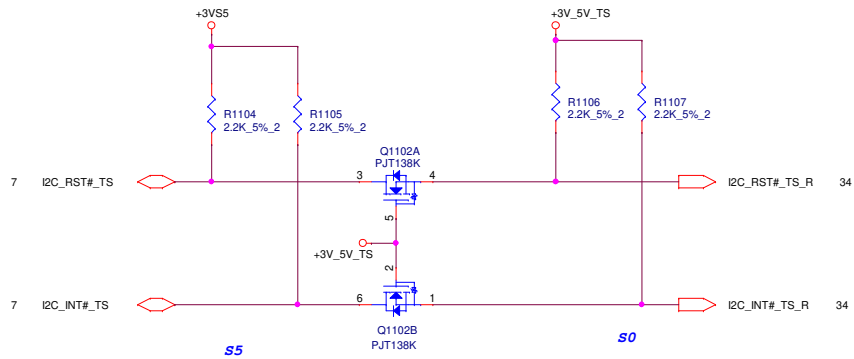 +3VS5
+3V_5V_TS
R1104
2.2K_5%_2
R1105
2.2K_5%_2
R1106
2.2K_5%_2
R1107
2.2K_5%_2
Q1102A
PJT138K
7 I2C_RST#_TS 3 4 I2C_RST#_TS_R 34
5
+3V_5V_TS
2
7 I2C_INT#_TS 6 1 I2C_INT#_TS_R 34
Q1102B
PJT138K
S5
S0